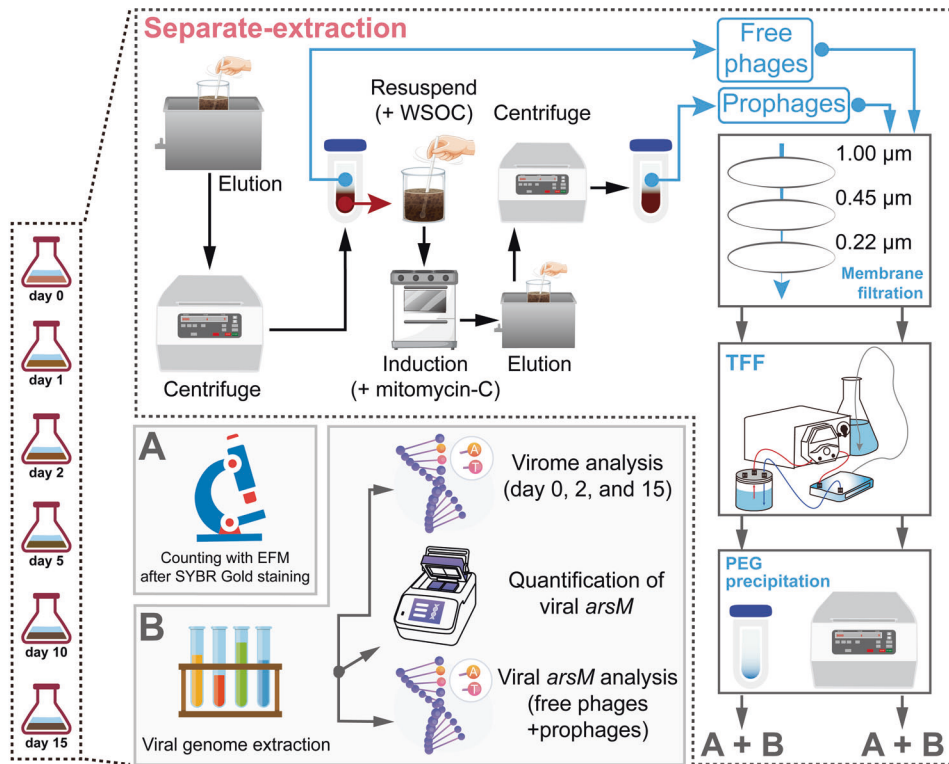 Separate-extraction
Elution
Centrifuge
Resuspend
(+ WSOC)
Induction
(+ mitomycin-C)
Elution
Centrifuge
Free
phages
Prophages
1.00 µm
0.45 µm
0.22 µm
Membrane
filtration
TFF
PEG
precipitation
A + B
A + B
day 0
day 1
day 2
day 5
day 10
day 15
A
Counting with EFM
after SYBR Gold staining
B
Viral genome extraction
A
T
Virome analysis
(day 0, 2, and 15)
Quantification of
viral arsM
A
T
Viral arsM analysis
(free phages
+prophages)